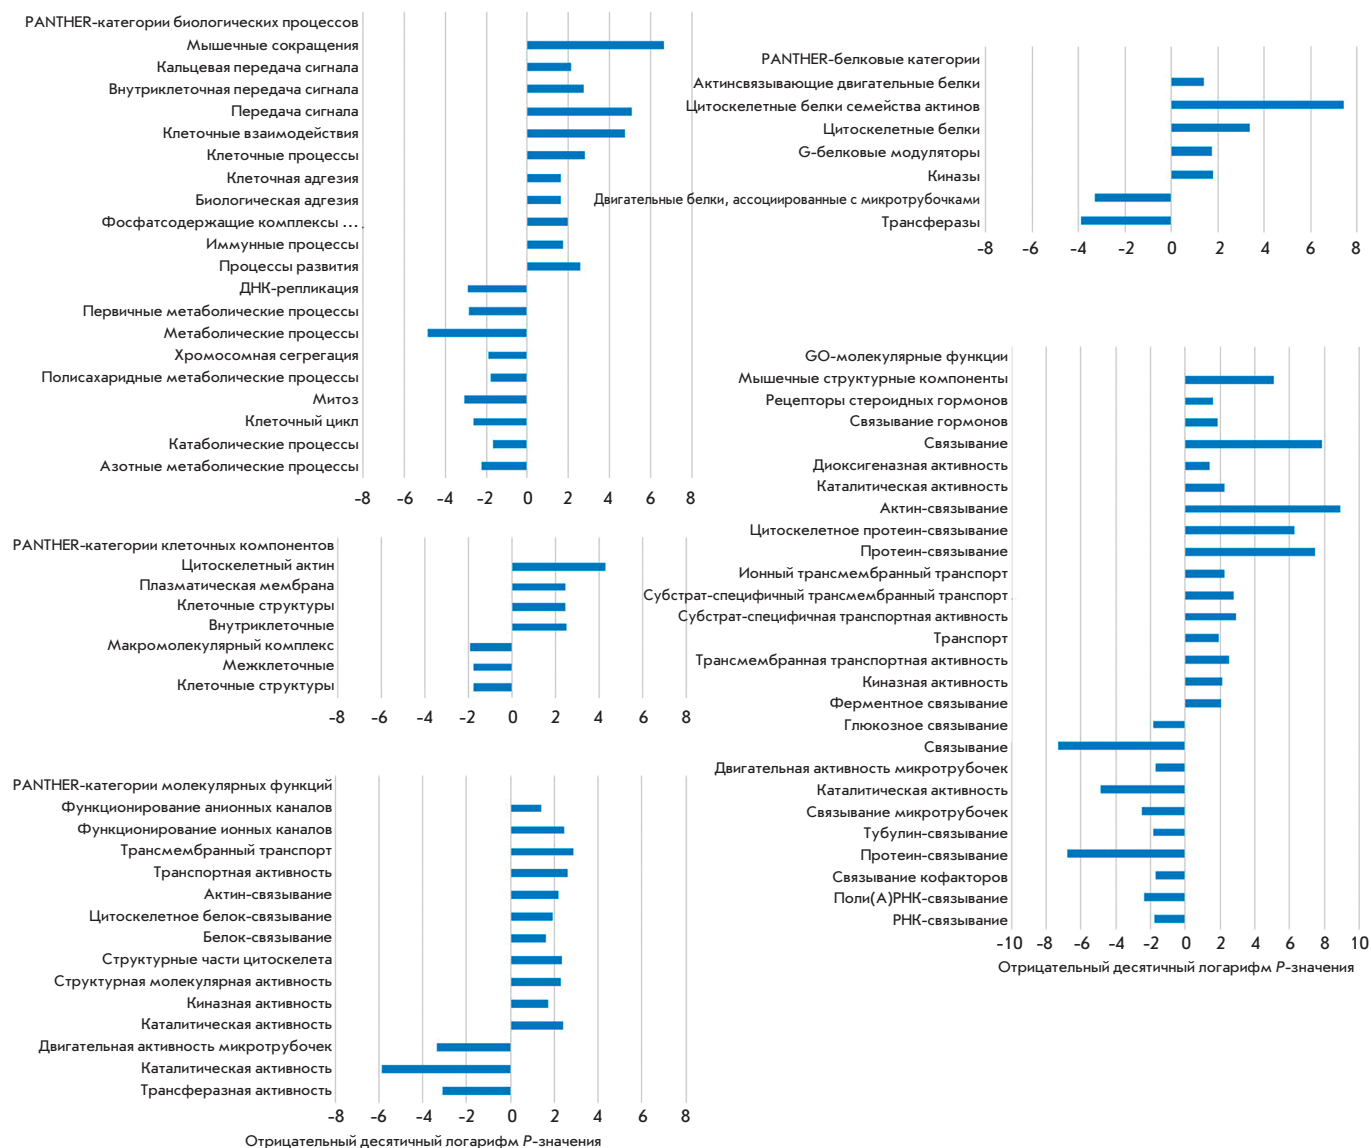 PANTHER-категории биологических процессов
Мышечные сокращения
Кальцевая передача сигнала
Внутриклеточная передача сигнала
Передача сигнала
Клеточные взаимодействия
Клеточные процессы
Клеточная адгезия
Биологическая адгезия
Фосфатсодержащие комплексы ...
Иммунные процессы
Процессы развития
ДНК-репликация
Первичные метаболические процессы
Метаболические процессы
Хромосомная сегрегация
Полисахаридные метаболические процессы
Митоз
Клеточный цикл
Катаболические процессы
Азотные метаболические процессы
-8 -6 -4 -2 0 2 4 6 8
PANTHER-категории клеточных компонентов
Цитоскелетный актин
Плазматическая мембрана
Клеточные структуры
Внутриклеточные
Макромолекулярный комплекс
Межклеточные
Клеточные структуры
-8 -6 -4 -2 0 2 4 6 8
PANTHER-категории молекулярных функций
Функционирование анионных каналов
Функционирование ионных каналов
Трансмембранный транспорт
Транспортная активность
Актин-связывание
Цитоскелетное белок-связывание
Белок-связывание
Структурные части цитоскелета
Структурная молекулярная активность
Киназная активность
Каталитическая активность
Двигательная активность микротрубочек
Каталитическая активность
Трансферазная активность
-8 -6 -4 -2 0 2 4 6 8
Отрицательный десятичный логарифм P-значения
PANTHER-белковые категории
Актинсвязывающие двигательные белки
Цитоскелетные белки семейства актинов
Цитоскелетные белки
G-белковые модуляторы
Киназы
Двигательные белки, ассоциированные с микротрубочками
Трансферазы
-8 -6 -4 -2 0 2 4 6 8
GO-молекулярные функции
Мышечные структурные компоненты
Рецепторы стероидных гормонов
Связывание гормонов
Связывание
Диоксигеназная активность
Каталитическая активность
Актин-связывание
Цитоскелетное протеин-связывание
Протеин-связывание
Ионный трансмембранный транспорт
Субстрат-специфичный трансмембранный транспорт
Субстрат-специфичная транспортная активность
Транспорт
Трансмембранная транспортная активность
Киназная активность
Ферментное связывание
Глюкозное связывание
Связывание
Двигательная активность микротрубочек
Каталитическая активность
Связывание микротрубочек
Тубулин-связывание
Протеин-связывание
Связывание кофакторов
Поли(А)РНК-связывание
РНК-связывание
-10 -8 -6 -4 -2 0 2 4 6 8 10
Отрицательный десятичный логарифм P-значения